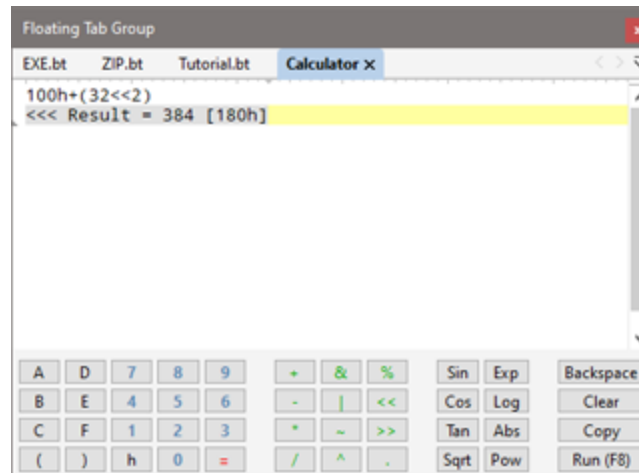 Floating Tab Group
EXE.bt ZIP.bt Tutorial.bt Calculator x
100h+(32<<2)
<<< Result = 384 [180h]
A D 7 8 9 + & % Sin Exp Backspace
B E 4 5 6 - | << Cos Log Clear
C F 1 2 3 * ~ >> Tan Abs Copy
( ) h 0 = / ^ . Sqrt Pow Run (F8)